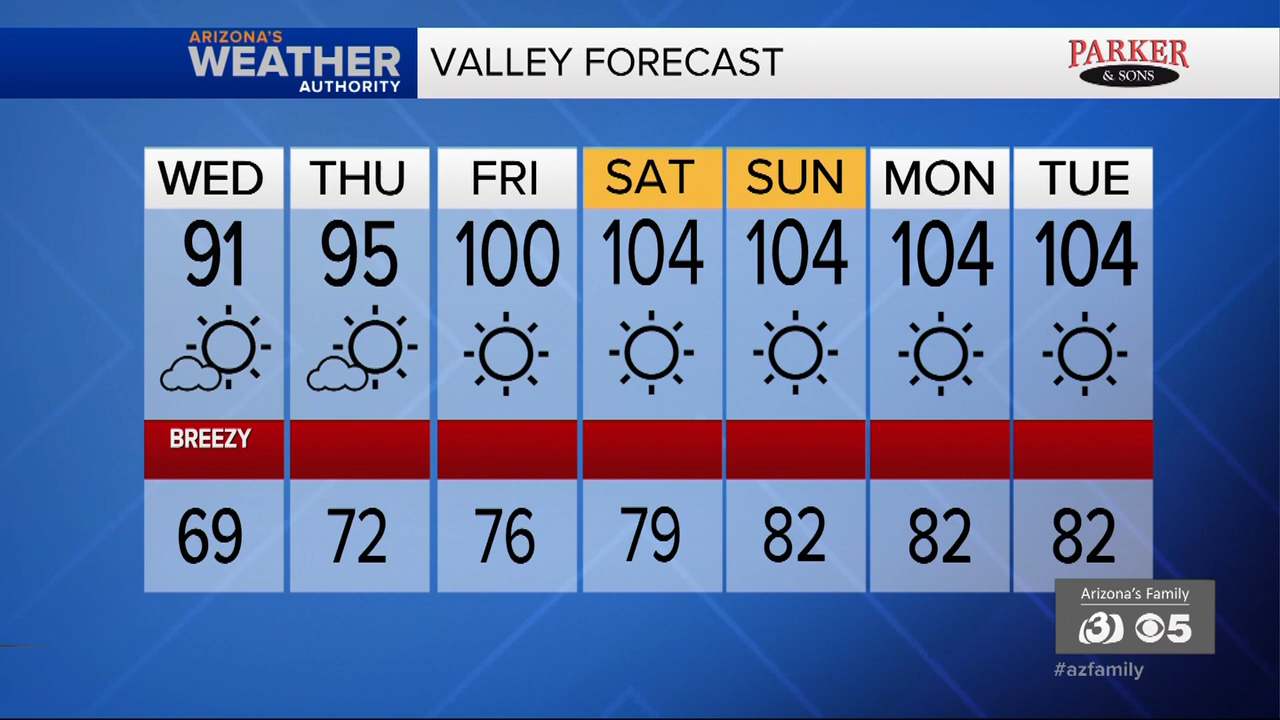 ARIZONA'S
WEATHER
AUTHORITY
VALLEY FORECAST
PARKER
& SONS
WED THU FRI SAT SUN MON TUE
91 95 100 104 104 104 104
BREEZY
69 72 76 79 82 82 82
Arizona's Family
3 5
#azfamily